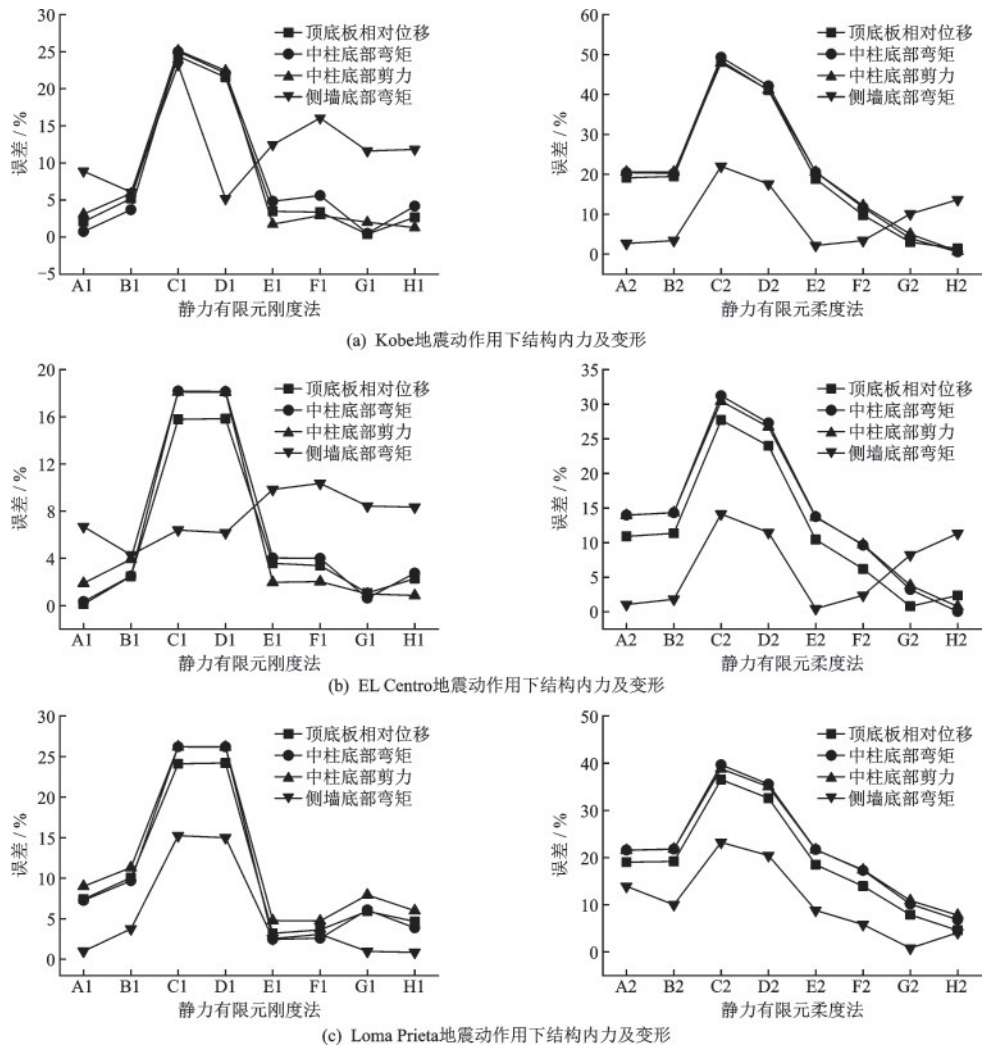 30
25
20
15
10
5
0
−5
误差 / %
顶底板相对位移
中柱底部弯矩
中柱底部剪力
侧墙底部弯矩
A1 B1 C1 D1 E1 F1 G1 H1
静力有限元刚度法
60
50
40
30
20
10
0
误差 / %
顶底板相对位移
中柱底部弯矩
中柱底部剪力
侧墙底部弯矩
A2 B2 C2 D2 E2 F2 G2 H2
静力有限元柔度法
(a) Kobe地震动作用下结构内力及变形
20
16
12
8
4
0
误差 / %
顶底板相对位移
中柱底部弯矩
中柱底部剪力
侧墙底部弯矩
A1 B1 C1 D1 E1 F1 G1 H1
静力有限元刚度法
35
30
25
20
15
10
5
0
误差 / %
顶底板相对位移
中柱底部弯矩
中柱底部剪力
侧墙底部弯矩
A2 B2 C2 D2 E2 F2 G2 H2
静力有限元柔度法
(b) EL Centro地震动作用下结构内力及变形
30
25
20
15
10
5
0
误差 / %
顶底板相对位移
中柱底部弯矩
中柱底部剪力
侧墙底部弯矩
A1 B1 C1 D1 E1 F1 G1 H1
静力有限元刚度法
50
40
30
20
10
0
误差 / %
顶底板相对位移
中柱底部弯矩
中柱底部剪力
侧墙底部弯矩
A2 B2 C2 D2 E2 F2 G2 H2
静力有限元柔度法
(c) Loma Prieta地震动作用下结构内力及变形